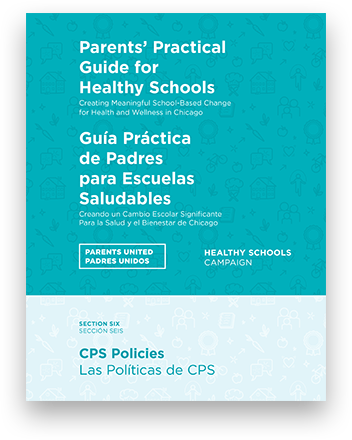 Parents' Practical
Guide for
Healthy Schools
Creating Meaningful School-Based Change
for Health and Wellness in Chicago
Guía Práctica
de Padres
para Escuelas
Saludables
Creando un Cambio Escolar Significante
Para la Salud y el Bienestar de Chicago
PARENTS UNITED
PADRES UNIDOS
HEALTHY SCHOOLS
CAMPAIGN
SECTION SIX
SECCIÓN SEIS
CPS Policies
Las Políticas de CPS